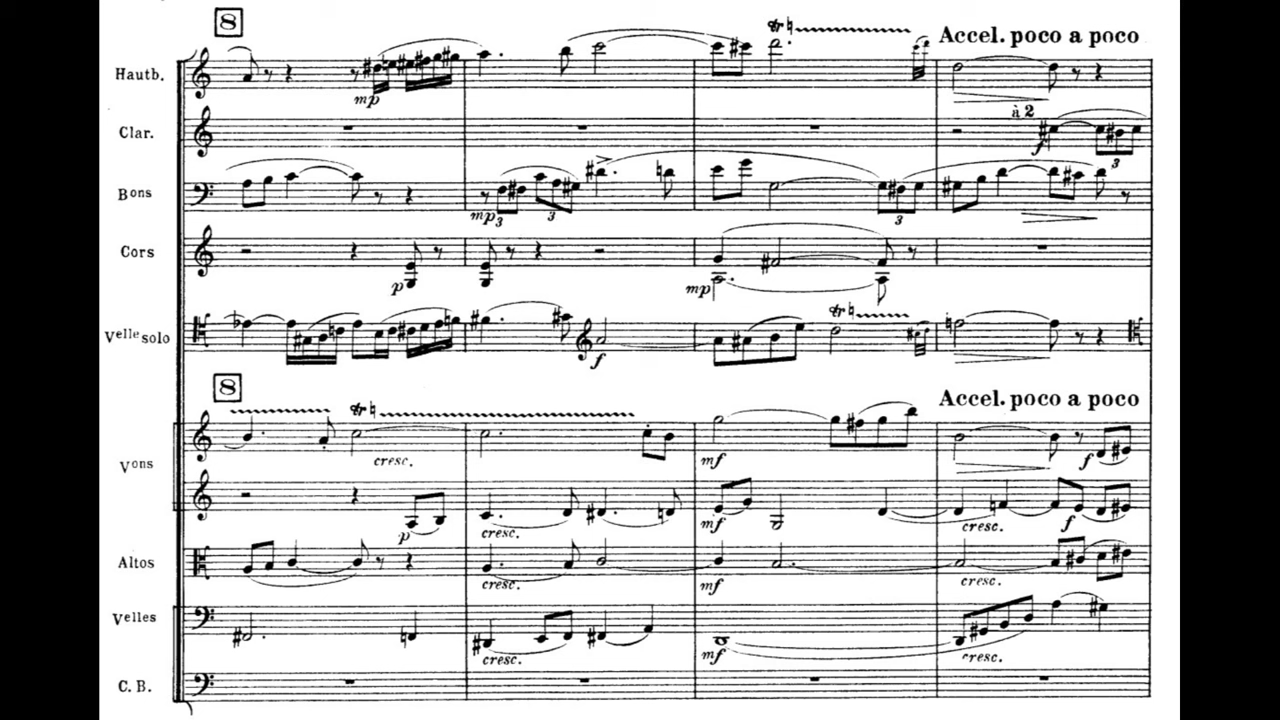 8
Accel. poco a poco
Hautb.
mp
Clar.
à 2
f
3
Bons
mp
3
3
3
Cors
p
mp
Velle solo
f
8
Accel. poco a poco
Vons
cresc.
mf
f
p
cresc.
mf
cresc.
f
Altos
cresc.
mf
cresc.
Velles
cresc.
mf
cresc.
C. B.